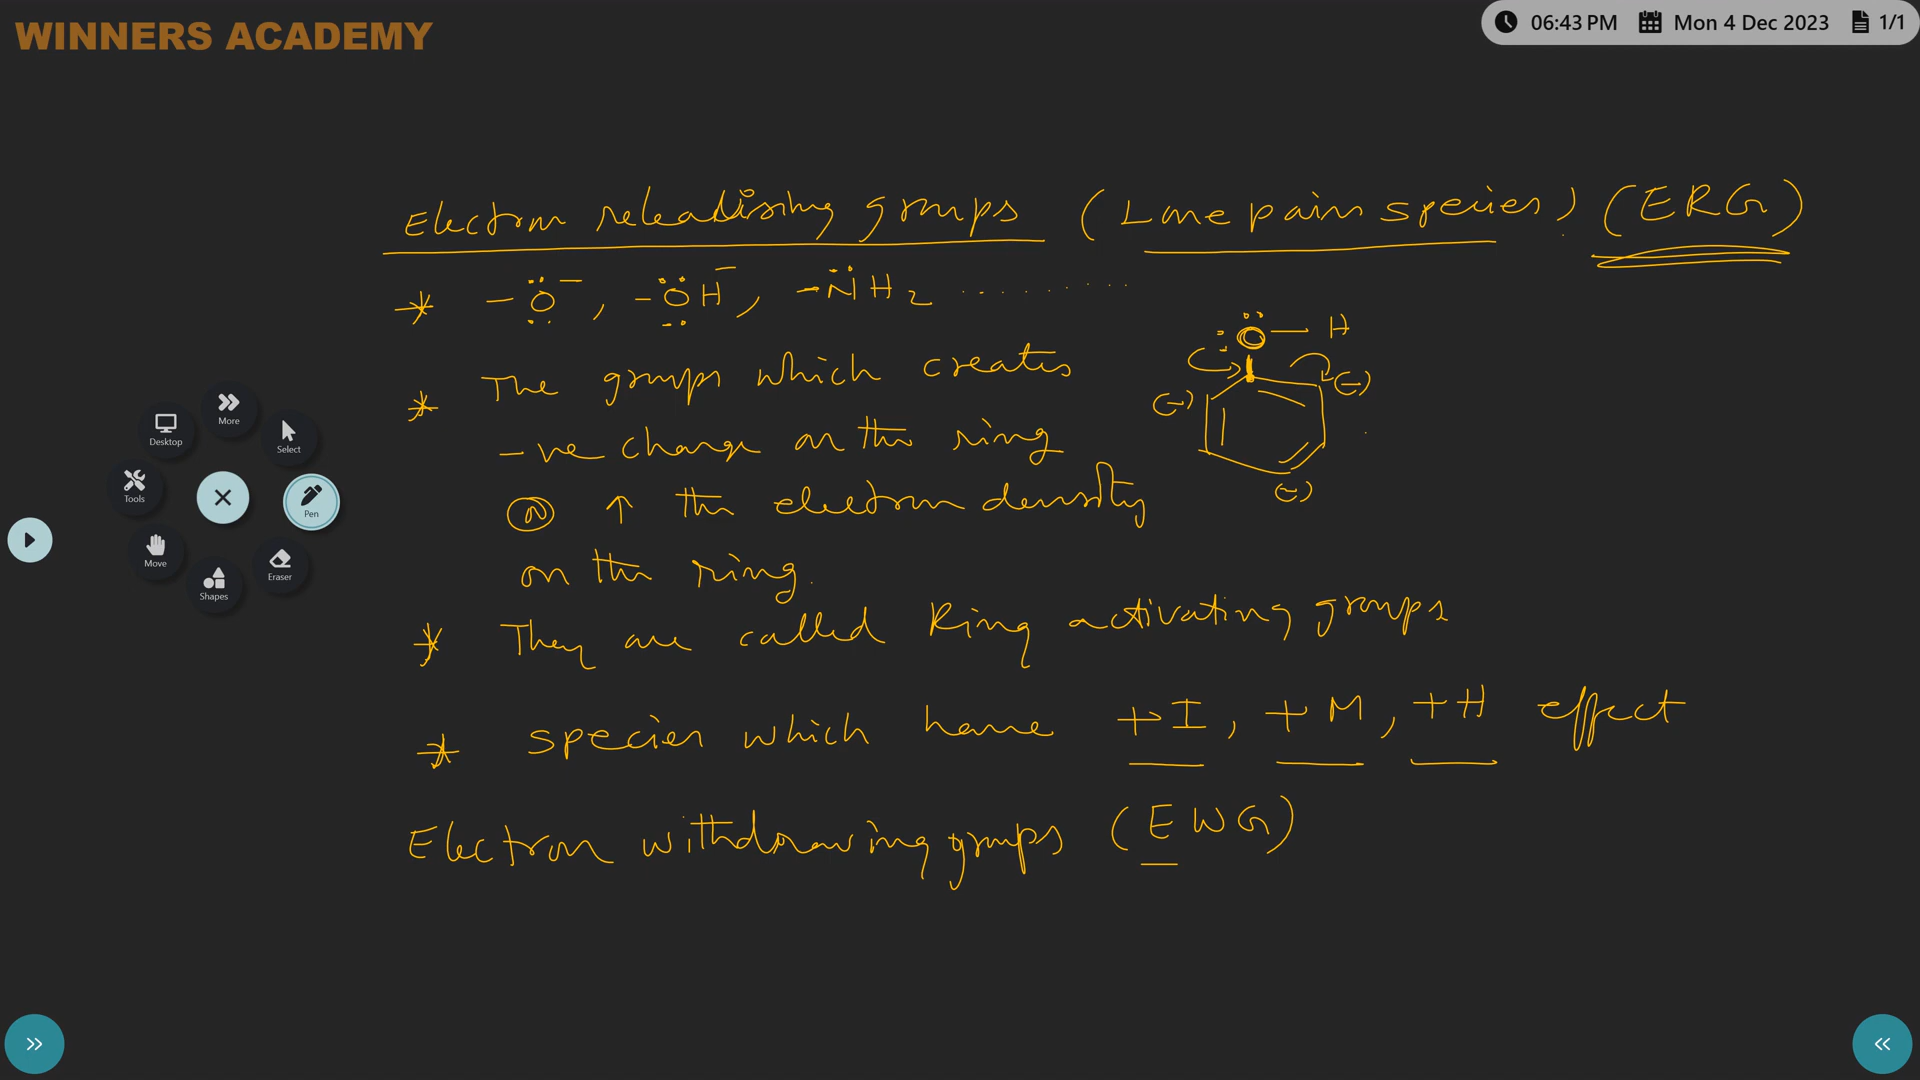 WINNERS ACADEMY
06:43 PM Mon 4 Dec 2023 1/1
Electron releasing groups (Lone pair species) (ERG)
* –O⁻, –OH⁻, –NH2 ..........
O — H
* The groups which creates
(–) (–)
–ve charge on the ring
(–)
↑ the electron density
on the ring.
* They are called Ring activating groups
* species which have +I, +M, +H effect
Electron withdrawing groups (EWG)
More
Desktop
Select
Tools
Pen
Move
Eraser
Shapes